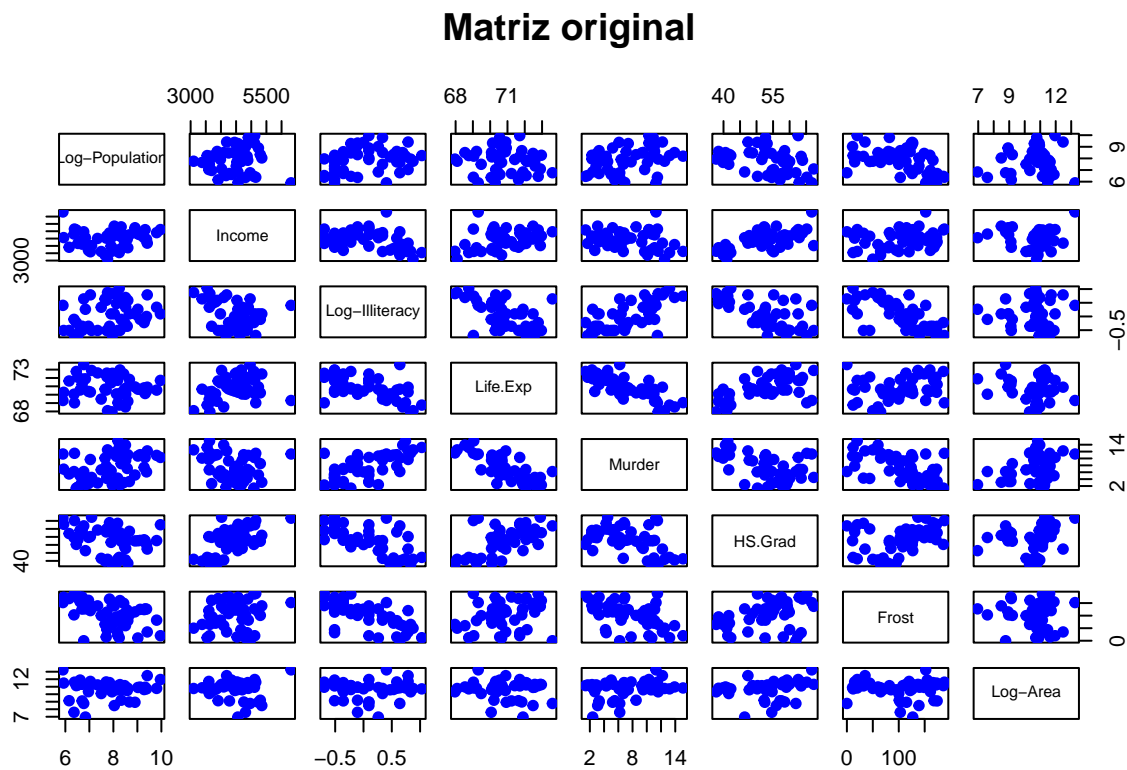 Matriz original
3000 5500 68 71 40 55 7 9 12
Log−Population 9 6
3000 Income
Log−Illiteracy −0.5
73 68 Life.Exp
Murder 14 2
40 HS.Grad
Frost 0
12 7 Log−Area
6 8 10 −0.5 0.5 2 8 14 0 100